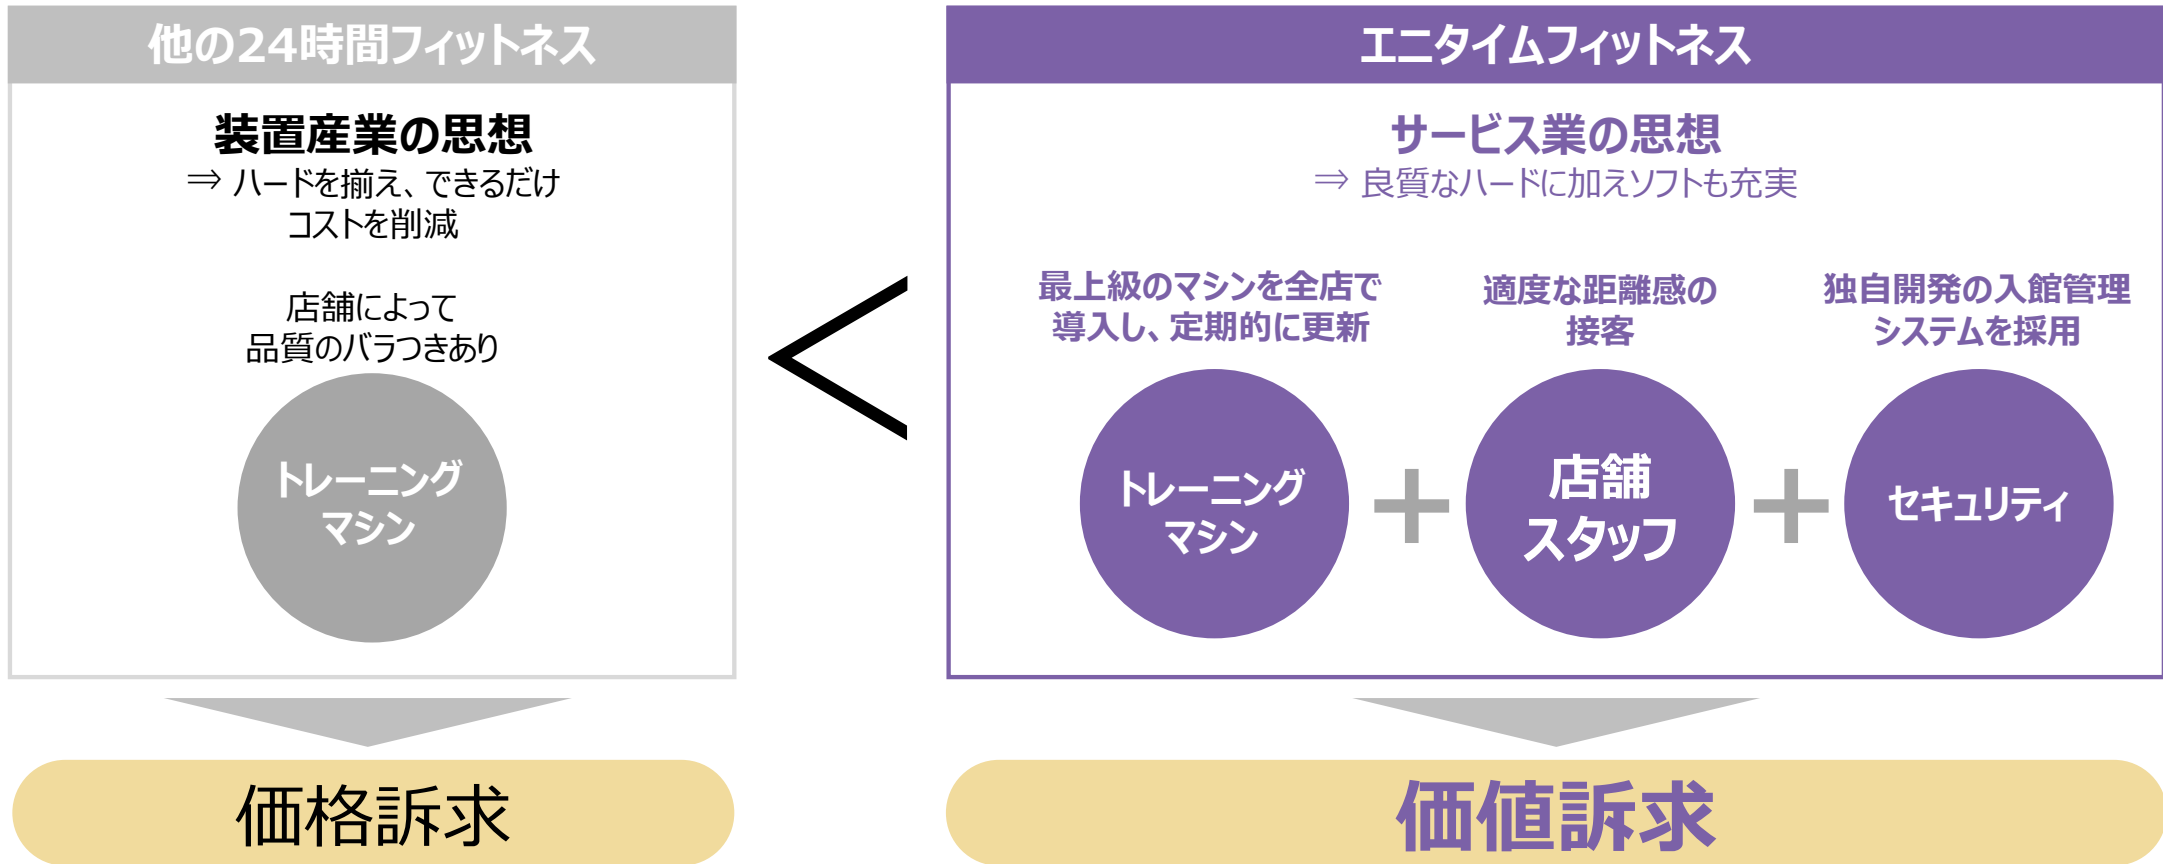 他の24時間フィットネス
装置産業の思想
⇒ ハードを揃え、できるだけ
コストを削減
店舗によって
品質のバラつきあり
トレーニング
マシン
価格訴求
<
エニタイムフィットネス
サービス業の思想
⇒ 良質なハードに加えソフトも充実
最上級のマシンを全店で
導入し、定期的に更新
トレーニング
マシン
+
適度な距離感の
接客
店舗
スタッフ
+
独自開発の入館管理
システムを採用
セキュリティ
価値訴求